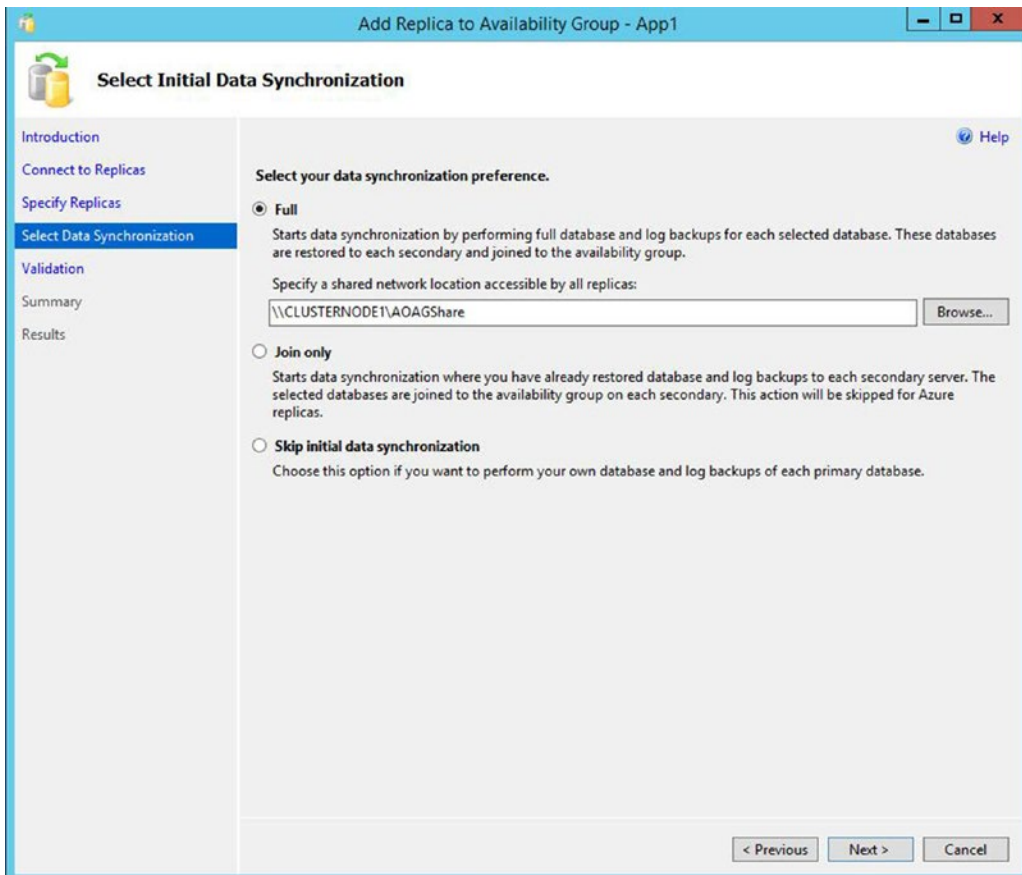 Add Replica to Availability Group - App1
Select Initial Data Synchronization
Introduction
Connect to Replicas
Specify Replicas
Select Data Synchronization
Validation
Summary
Results
Help
Select your data synchronization preference.
Full
Starts data synchronization by performing full database and log backups for each selected database. These databases
are restored to each secondary and joined to the availability group.
Specify a shared network location accessible by all replicas:
\\CLUSTERNODE1\AOAGShare
Browse...
Join only
Starts data synchronization where you have already restored database and log backups to each secondary server. The
selected databases are joined to the availability group on each secondary. This action will be skipped for Azure
replicas.
Skip initial data synchronization
Choose this option if you want to perform your own database and log backups of each primary database.
< Previous
Next >
Cancel